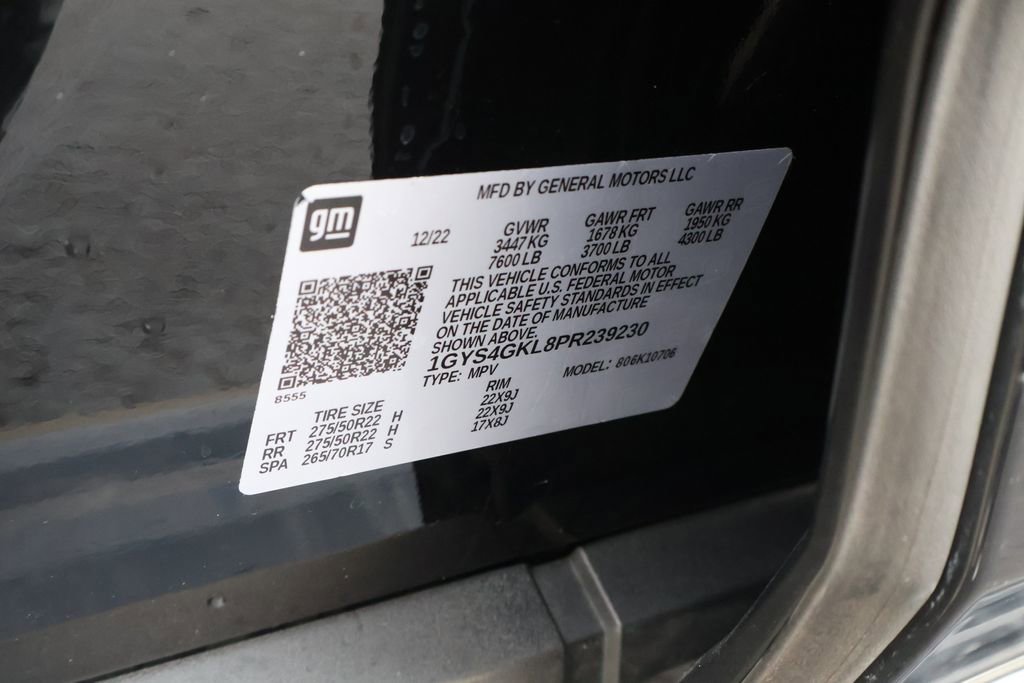 gm
MFD BY GENERAL MOTORS LLC
12/22
GVWR
3447 KG
7600 LB
GAWR FRT
1678 KG
3700 LB
GAWR RR
1950 KG
4300 LB
THIS VEHICLE CONFORMS TO ALL
APPLICABLE U.S. FEDERAL MOTOR
VEHICLE SAFETY STANDARDS IN EFFECT
ON THE DATE OF MANUFACTURE
SHOWN ABOVE.
1GYS4GKL8PR239230
TYPE: MPV
MODEL: 806K10706
8555
TIRE SIZE
RIM
FRT 275/50R22 H 22X9J
RR 275/50R22 H 22X9J
SPA 265/70R17 S 17X8J